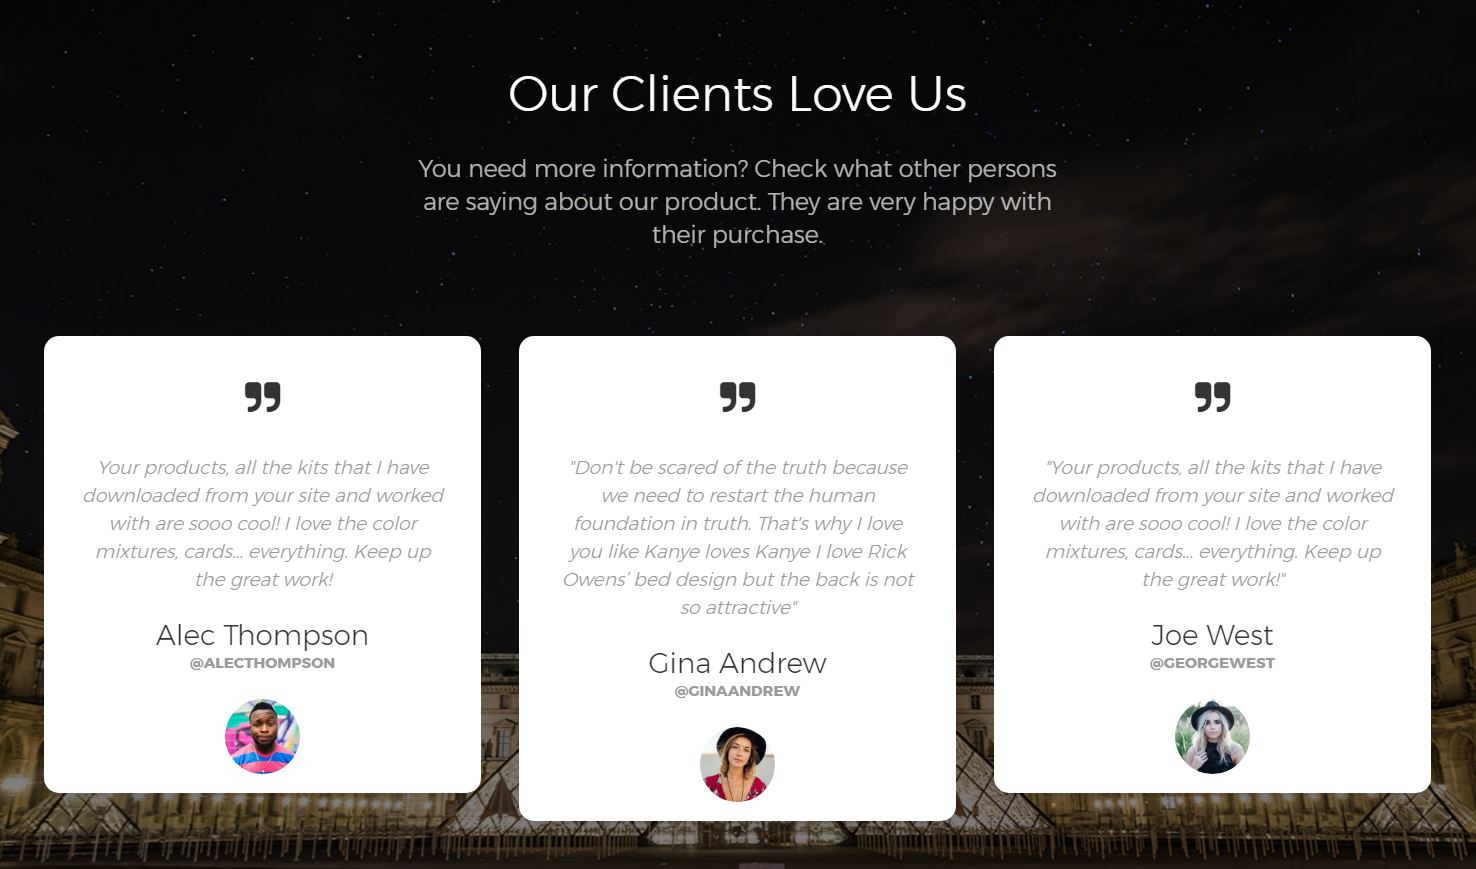 Our Clients Love Us
You need more information? Check what other persons
are saying about our product. They are very happy with
their purchase.
Your products, all the kits that I have
downloaded from your site and worked
with are sooo cool! I love the color
mixtures, cards... everything. Keep up
the great work!
Alec Thompson
@ALECTHOMPSON
"Don't be scared of the truth because
we need to restart the human
foundation in truth. That's why I love
you like Kanye loves Kanye I love Rick
Owens’ bed design but the back is not
so attractive"
Gina Andrew
@GINAANDREW
"Your products, all the kits that I have
downloaded from your site and worked
with are sooo cool! I love the color
mixtures, cards... everything. Keep up
the great work!"
Joe West
@GEORGEWEST